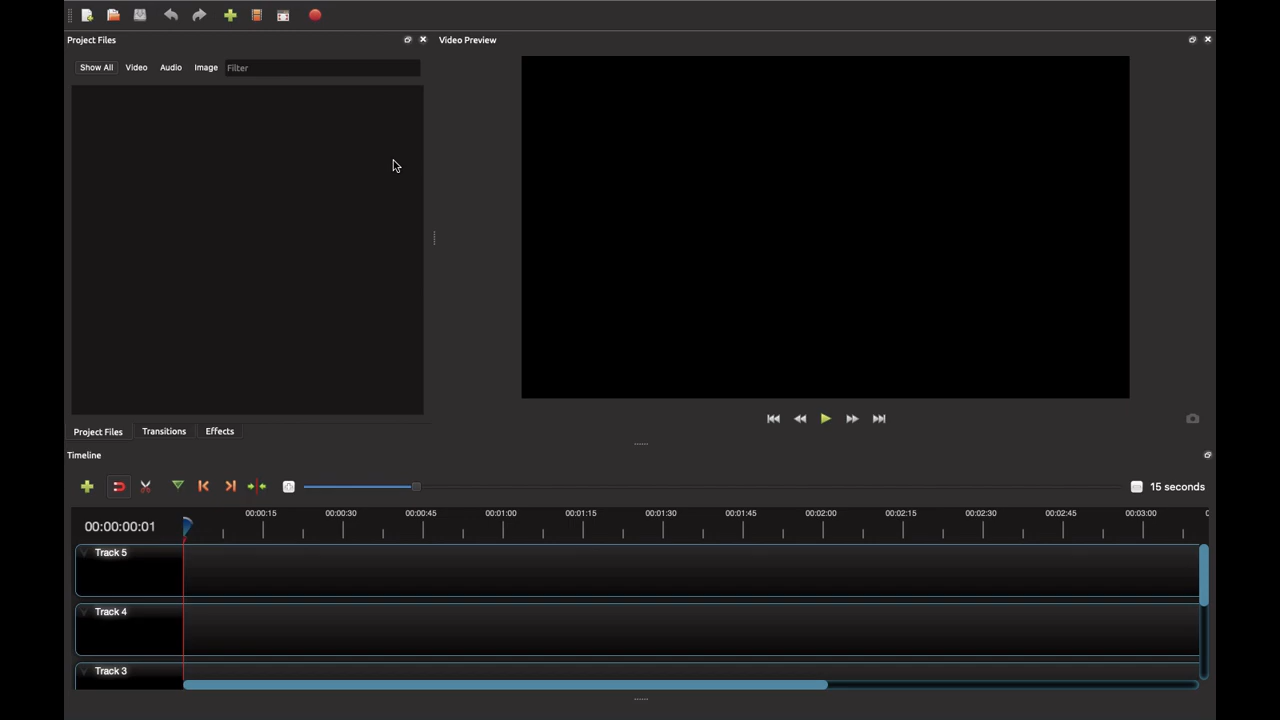 Project Files
Video Preview
Show All Video Audio Image Filter
Project Files Transitions Effects
Timeline
15 seconds
00:00:00:01
00:00:15 00:00:30 00:00:45 00:01:00 00:01:15 00:01:30 00:01:45 00:02:00 00:02:15 00:02:30 00:02:45 00:03:00
Track 5
Track 4
Track 3